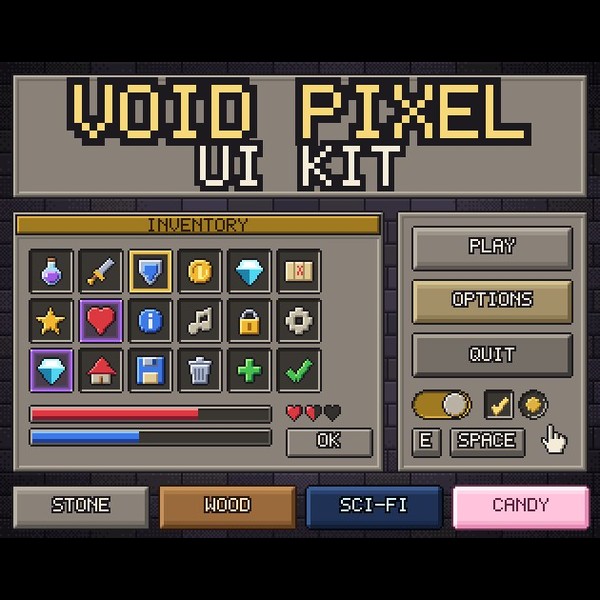 VOID PIXEL
UI KIT
INVENTORY
PLAY
OPTIONS
QUIT
E SPACE
OK
STONE WOOD SCI-FI CANDY